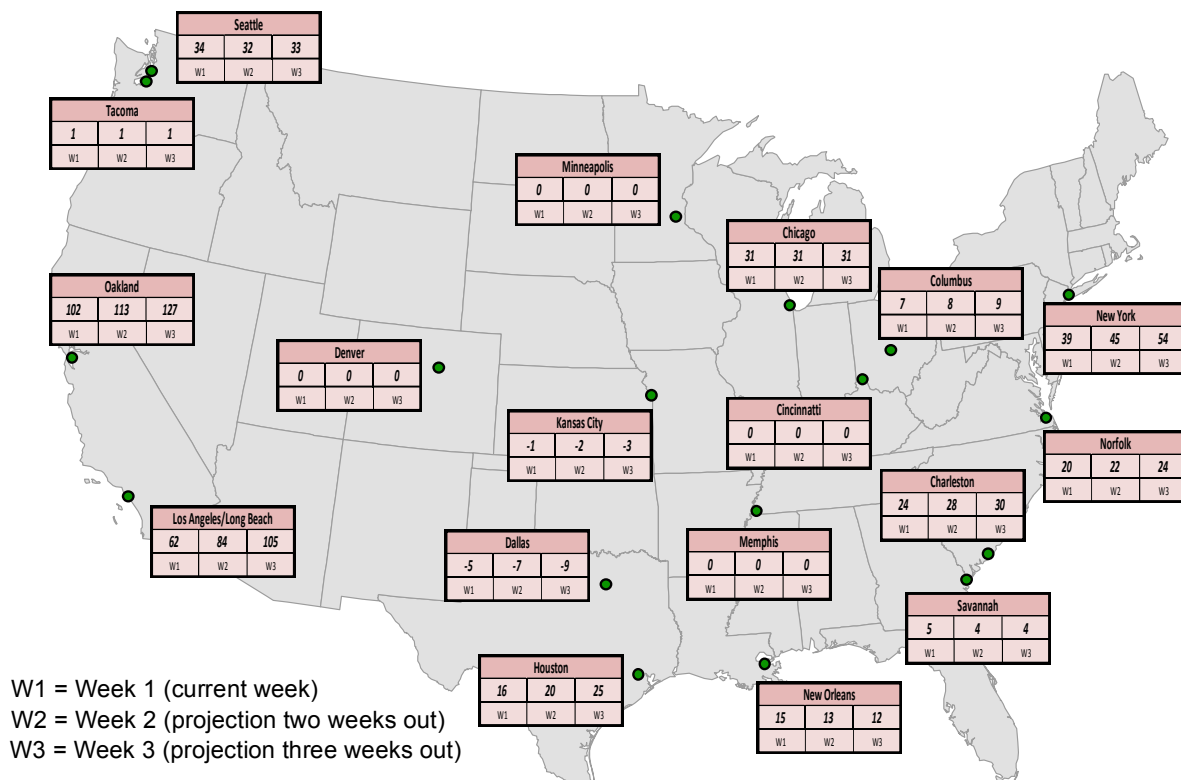 Seattle
34 32 33
W1 W2 W3
Tacoma
1 1 1
W1 W2 W3
Minneapolis
0 0 0
W1 W2 W3
Chicago
31 31 31
W1 W2 W3
Columbus
7 8 9
W1 W2 W3
Oakland
102 113 127
W1 W2 W3
New York
39 45 54
W1 W2 W3
Denver
0 0 0
W1 W2 W3
Kansas City
-1 -2 -3
W1 W2 W3
Cincinnatti
0 0 0
W1 W2 W3
Norfolk
20 22 24
W1 W2 W3
Charleston
24 28 30
W1 W2 W3
Los Angeles/Long Beach
62 84 105
W1 W2 W3
Dallas
-5 -7 -9
W1 W2 W3
Memphis
0 0 0
W1 W2 W3
Savannah
5 4 4
W1 W2 W3
Houston
16 20 25
W1 W2 W3
New Orleans
15 13 12
W1 W2 W3
W1 = Week 1 (current week)
W2 = Week 2 (projection two weeks out)
W3 = Week 3 (projection three weeks out)